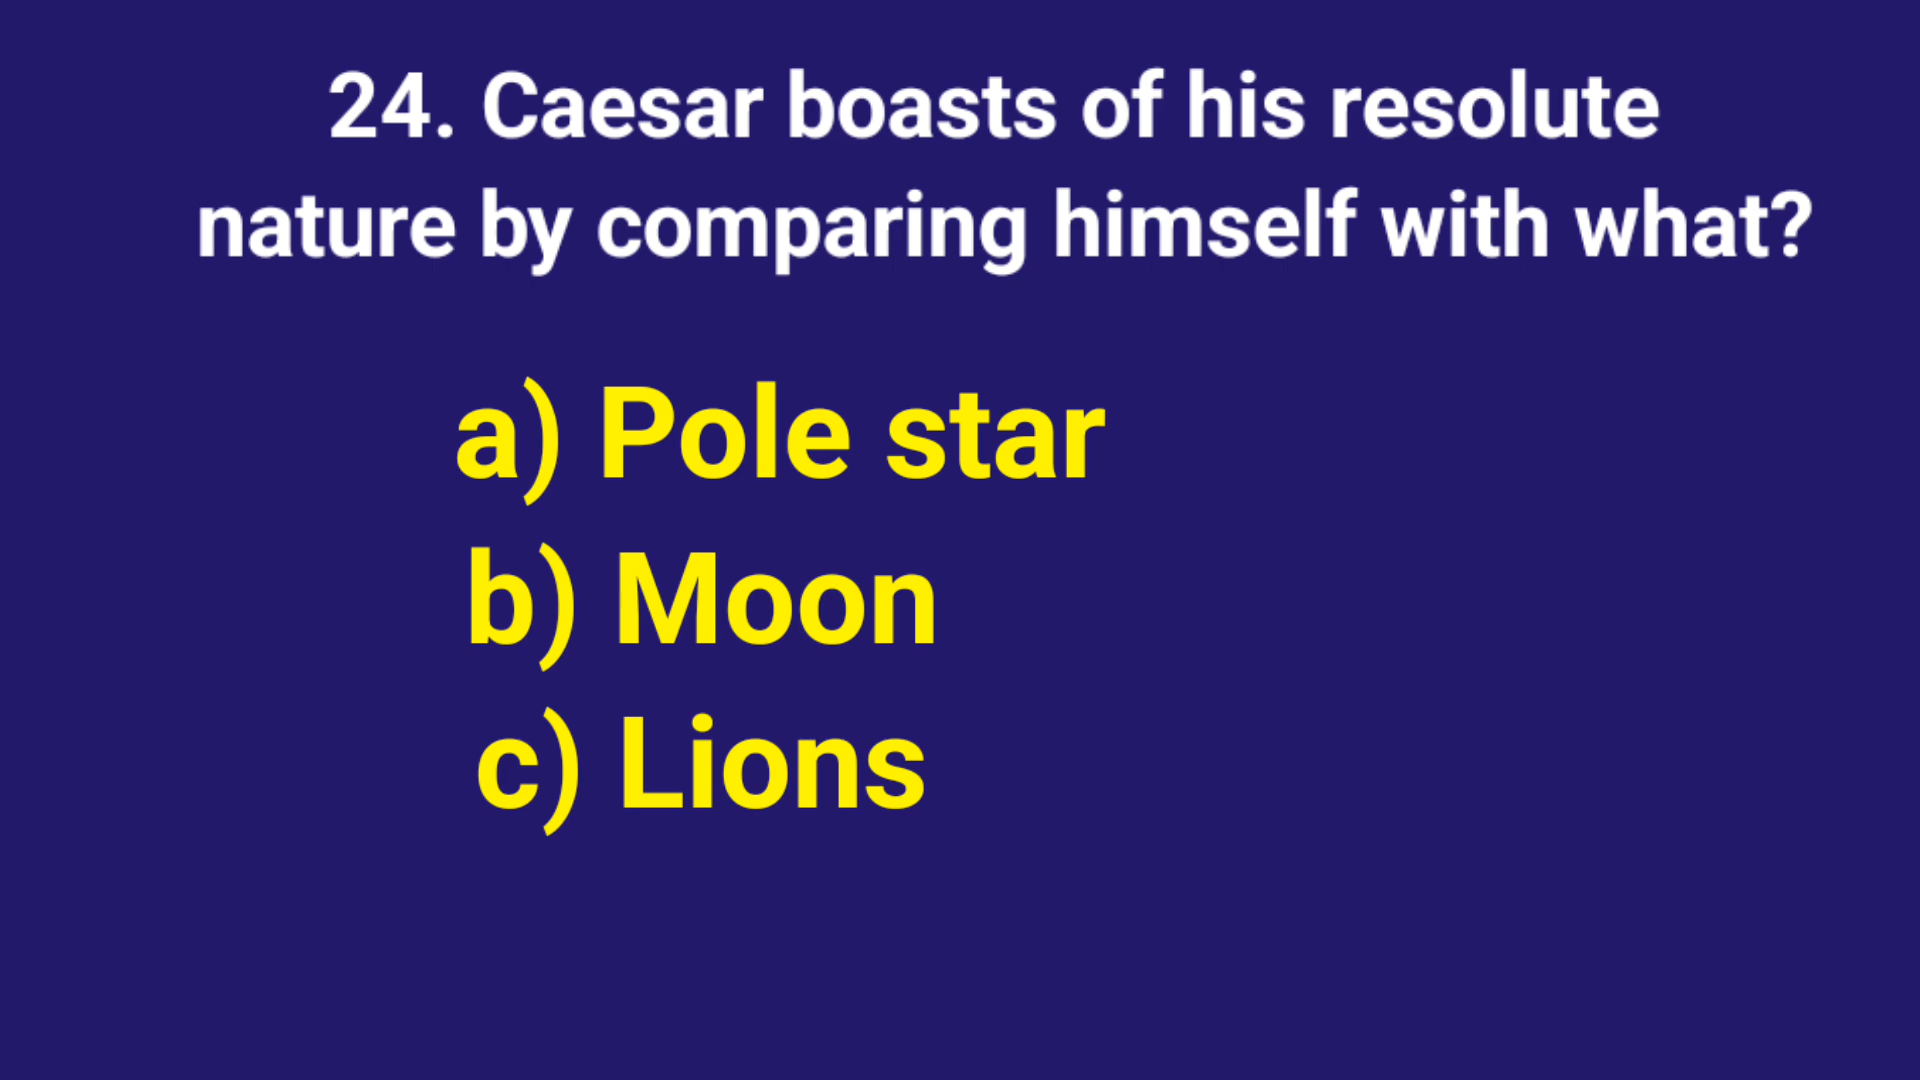 24. Caesar boasts of his resolute
nature by comparing himself with what?
a) Pole star
b) Moon
c) Lions